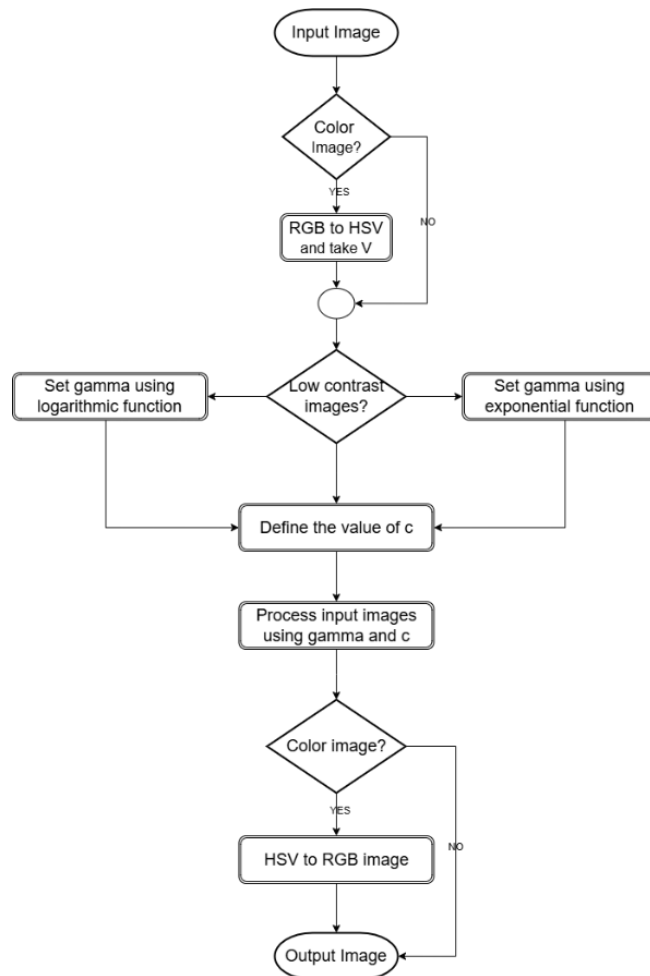 Input Image
Color
Image?
YES
NO
RGB to HSV
and take V
Low contrast
images?
Set gamma using
logarithmic function
Set gamma using
exponential function
Define the value of c
Process input images
using gamma and c
Color image?
YES
NO
HSV to RGB image
Output Image